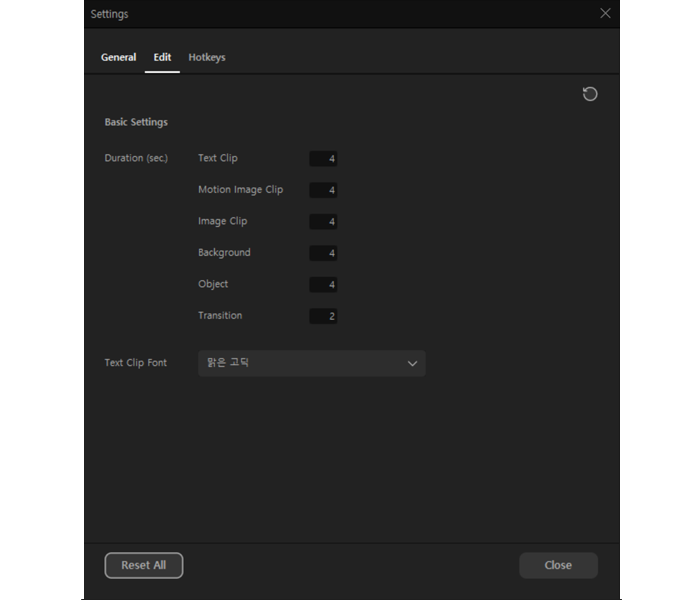 Settings
General Edit Hotkeys
Basic Settings
Duration (sec.) Text Clip 4
Motion Image Clip 4
Image Clip 4
Background 4
Object 4
Transition 2
Text Clip Font 맑은 고딕
Reset All Close